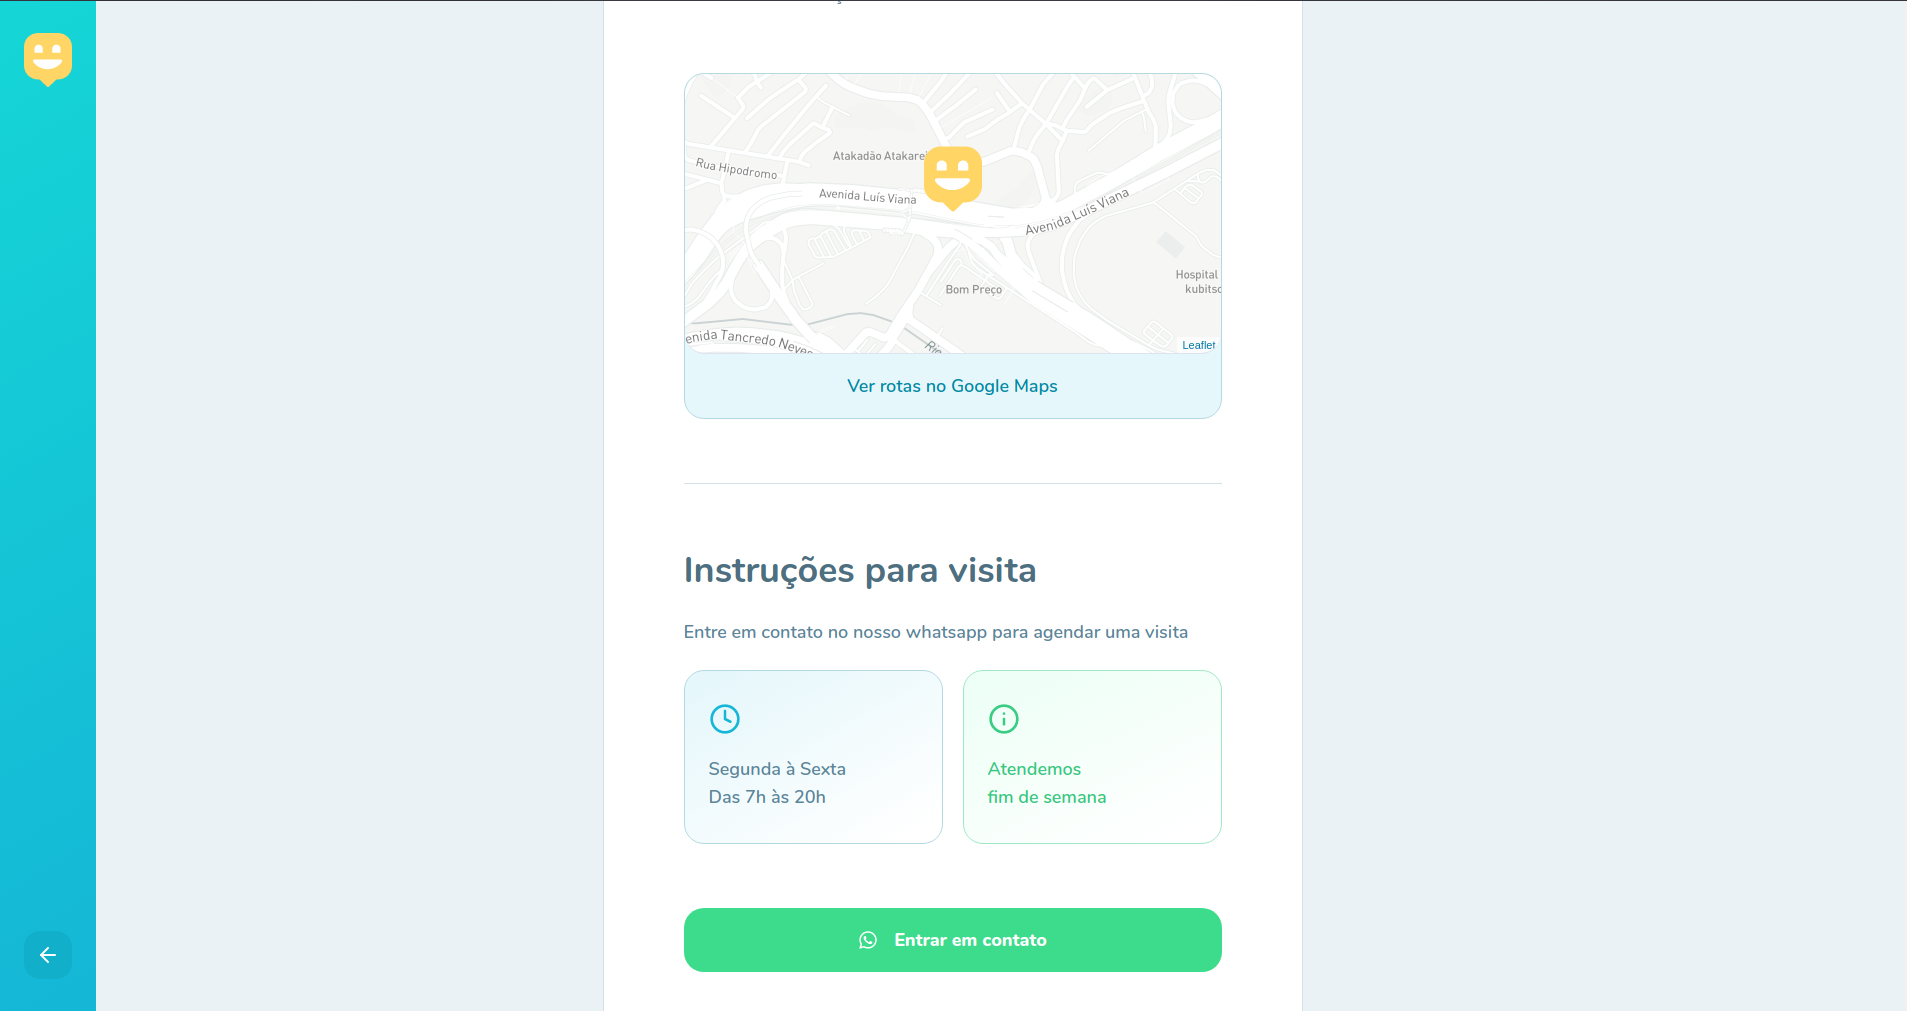 Atakadão Atakarej
Rua Hipodromo
Avenida Luís Viana
Avenida Luís Viana
Hospital
kubitsc
Bom Preço
enida Tancredo Neves
Rio
Leaflet
Ver rotas no Google Maps
Instruções para visita
Entre em contato no nosso whatsapp para agendar uma visita
Segunda à Sexta
Das 7h às 20h
Atendemos
fim de semana
Entrar em contato